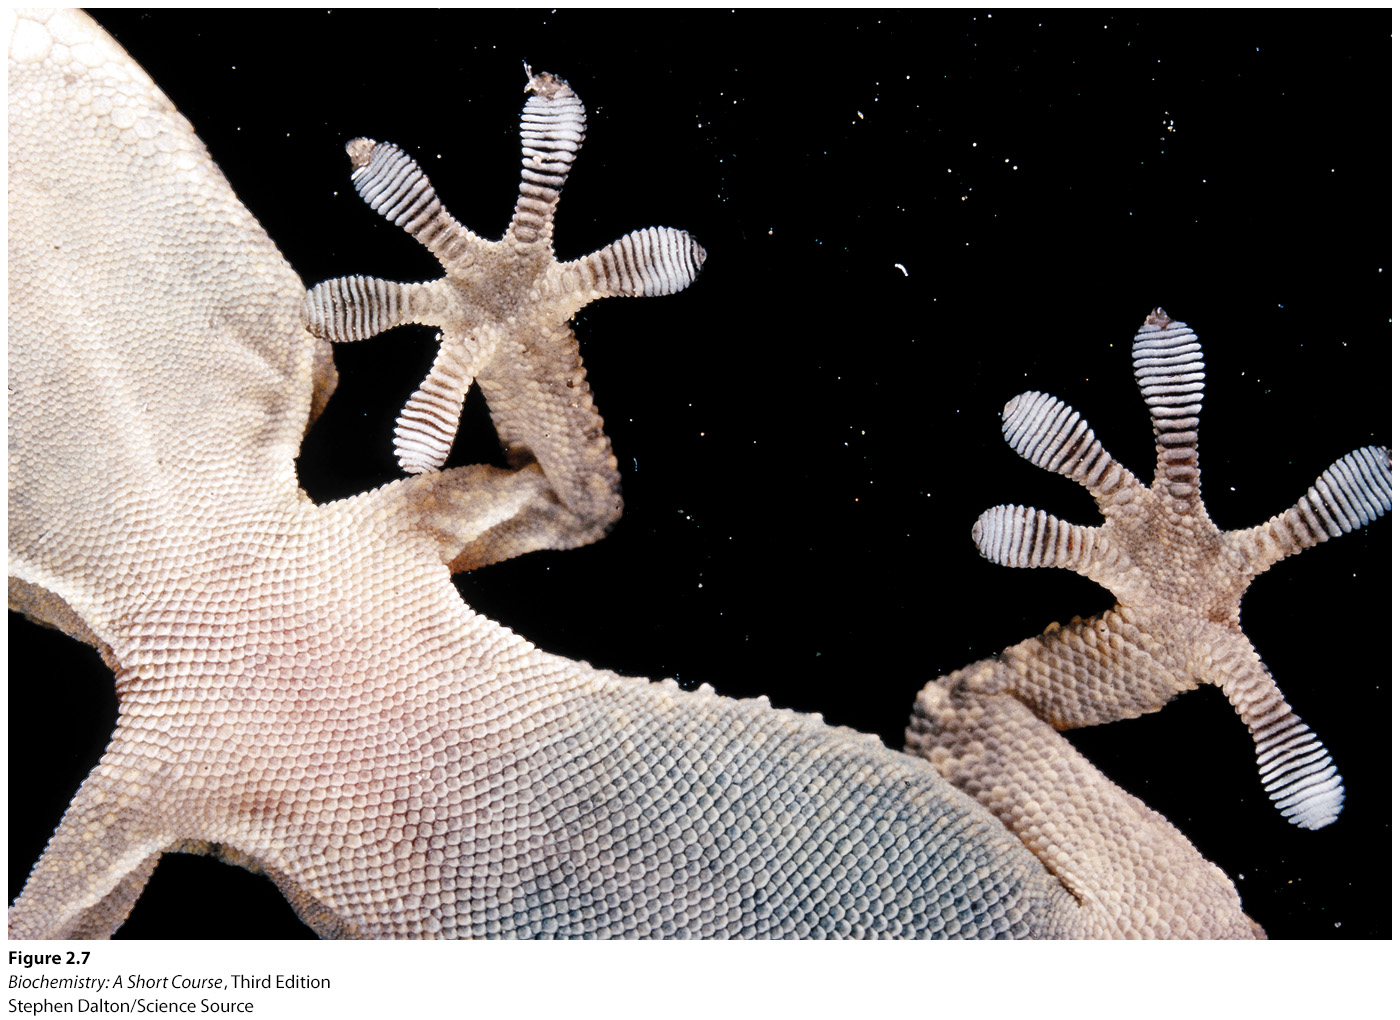 Figure 2.7
Biochemistry: A Short Course, Third Edition
Stephen Dalton/Science Source